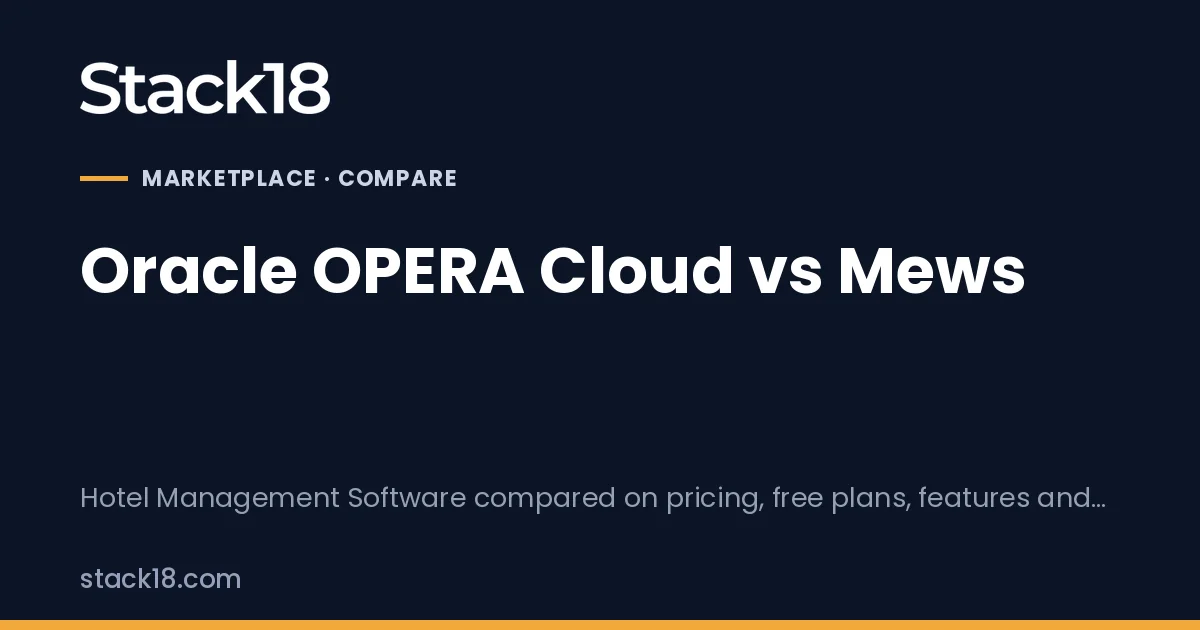 Stack18
MARKETPLACE · COMPARE
Oracle OPERA Cloud vs Mews
Hotel Management Software compared on pricing, free plans, features and...
stack18.com